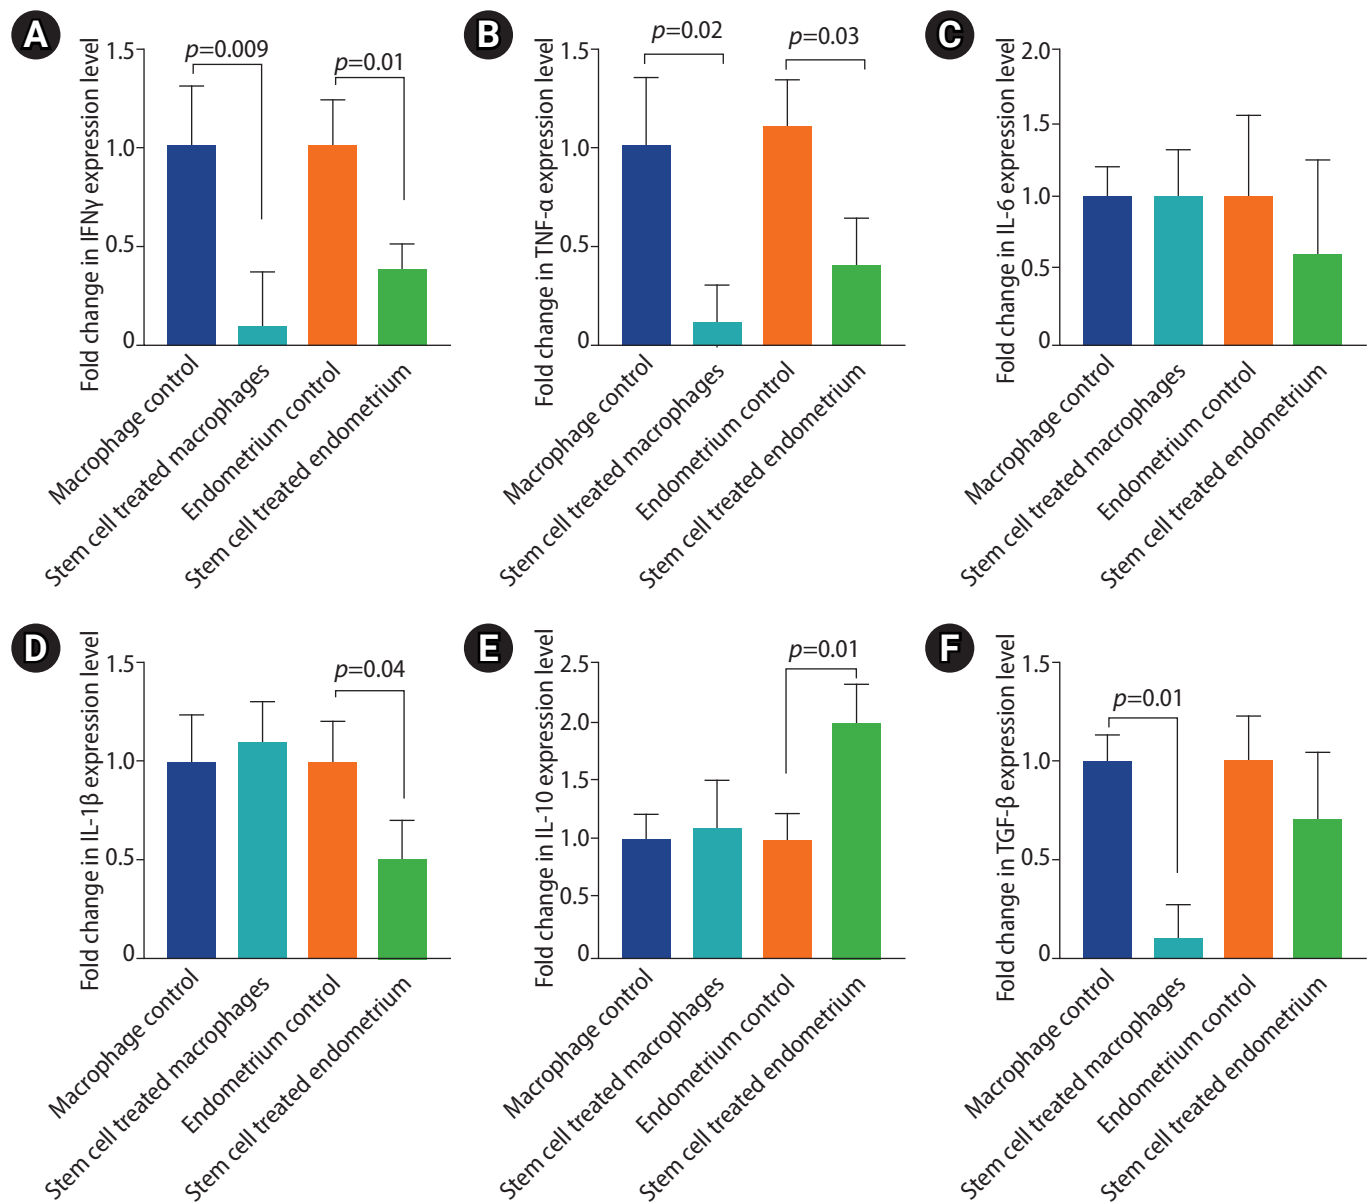 A
Fold change in IFNγ expression level
1.5
1.0
0.5
0
p=0.009
p=0.01
Macrophage control
Stem cell treated macrophages
Endometrium control
Stem cell treated endometrium
B
Fold change in TNF-α expression level
1.5
1.0
0.5
0
p=0.02
p=0.03
Macrophage control
Stem cell treated macrophages
Endometrium control
Stem cell treated endometrium
C
Fold change in IL-6 expression level
2.0
1.5
1.0
0.5
0
Macrophage control
Stem cell treated macrophages
Endometrium control
Stem cell treated endometrium
D
Fold change in IL-1β expression level
1.5
1.0
0.5
0
p=0.04
Macrophage control
Stem cell treated macrophages
Endometrium control
Stem cell treated endometrium
E
Fold change in IL-10 expression level
2.5
2.0
1.5
1.0
0.5
0
p=0.01
Macrophage control
Stem cell treated macrophages
Endometrium control
Stem cell treated endometrium
F
Fold change in TGF-β expression level
1.5
1.0
0.5
0
p=0.01
Macrophage control
Stem cell treated macrophages
Endometrium control
Stem cell treated endometrium